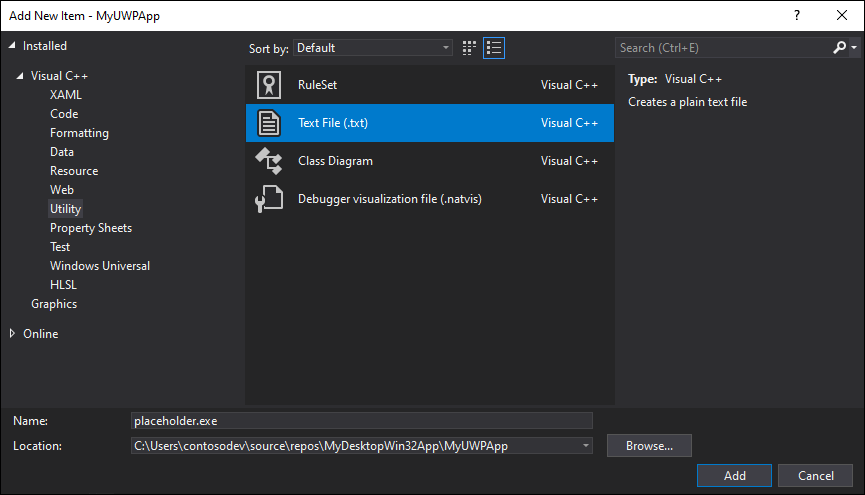 Add New Item - MyUWPApp ?
Installed
Sort by: Default
Search (Ctrl+E)
Visual C++
XAML
Code
Formatting
Data
Resource
Web
Utility
Property Sheets
Test
Windows Universal
HLSL
Graphics
Online
RuleSet Visual C++
Text File (.txt) Visual C++
Class Diagram Visual C++
Debugger visualization file (.natvis) Visual C++
Type: Visual C++
Creates a plain text file
Name: placeholder.exe
Location: C:\Users\contosodev\source\repos\MyDesktopWin32App\MyUWPApp Browse...
Add Cancel